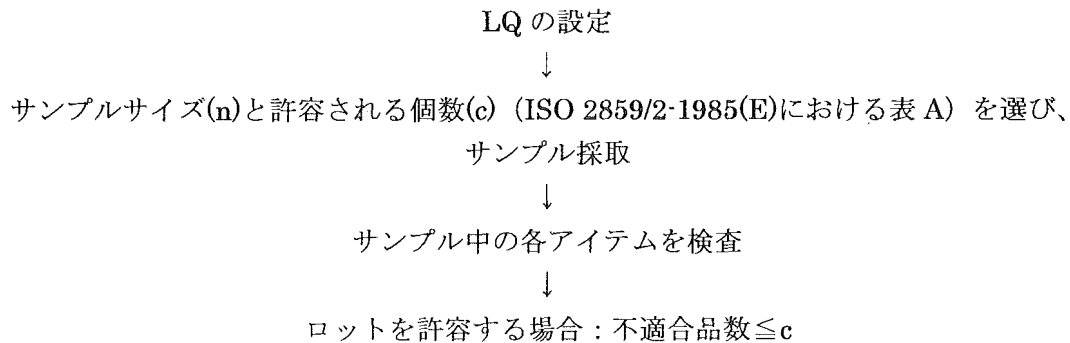 LQ の設定
↓
サンプルサイズ(n)と許容される個数(c)（ISO 2859/2-1985(E)における表 A）を選び、
サンプル採取
↓
サンプル中の各アイテムを検査
↓
ロットを許容する場合：不適合品数≦c